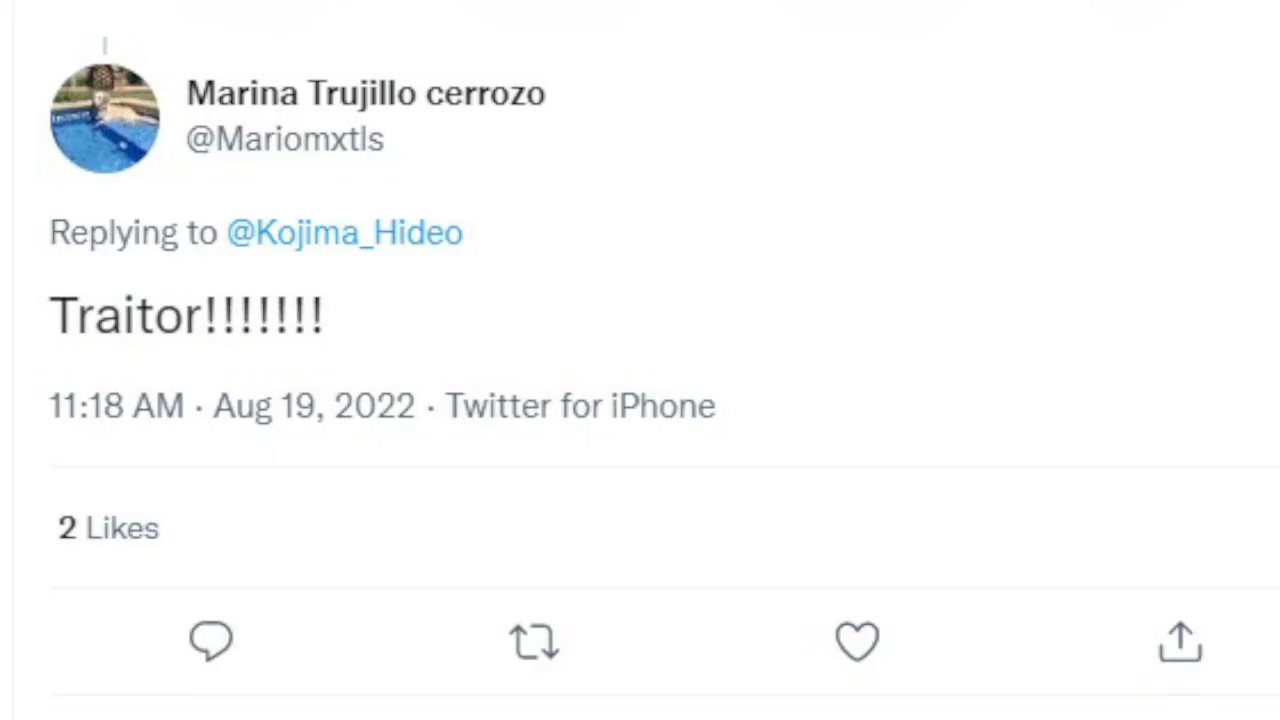 Marina Trujillo cerrozo
@Mariomxtls
Replying to @Kojima_Hideo
Traitor!!!!!!!
11:18 AM · Aug 19, 2022 · Twitter for iPhone
2 Likes